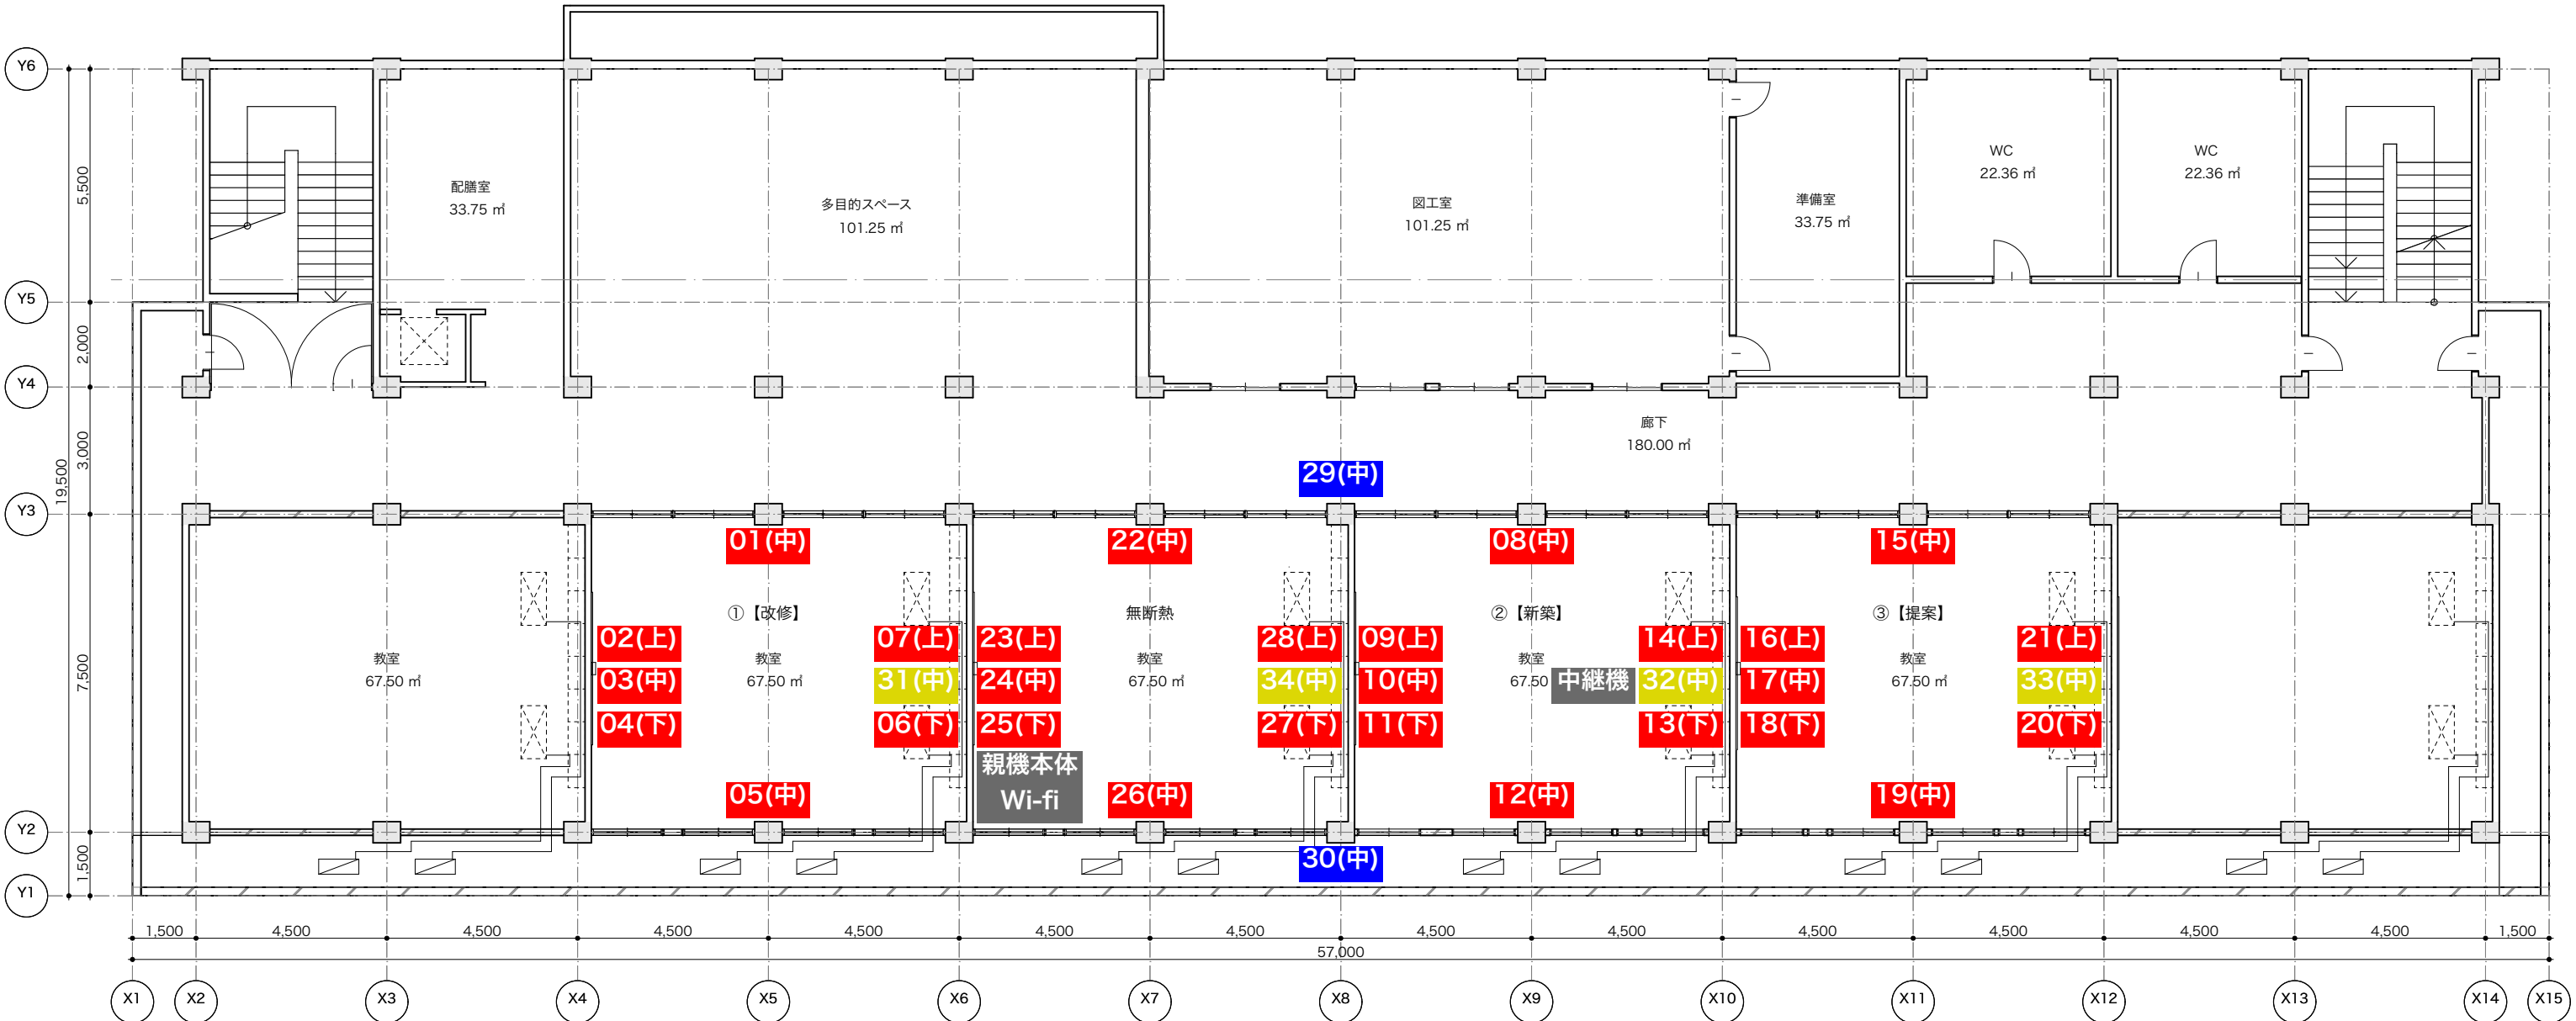 Y6
Y5
Y4
Y3
Y2
Y1
5,500
2,000
3,000
7,500
1,500
19,500
配膳室
33.75 ㎡
多目的スペース
101.25 ㎡
図工室
101.25 ㎡
準備室
33.75 ㎡
WC
22.36 ㎡
WC
22.36 ㎡
廊下
180.00 ㎡
29(中)
教室
67.50 ㎡
01(中)
①【改修】
02(上)
03(中)
04(下)
教室
67.50 ㎡
07(上)
31(中)
06(下)
05(中)
22(中)
無断熱
23(上)
24(中)
25(下)
親機本体
Wi-fi
教室
67.50 ㎡
28(上)
34(中)
27(下)
26(中)
08(中)
②【新築】
09(上)
10(中)
11(下)
教室
67.50
中継機
14(上)
32(中)
13(下)
12(中)
15(中)
③【提案】
16(上)
17(中)
18(下)
教室
67.50 ㎡
21(上)
33(中)
20(下)
19(中)
教室
67.50 ㎡
30(中)
1,500
4,500
4,500
4,500
4,500
4,500
4,500
4,500
4,500
4,500
4,500
4,500
4,500
1,500
57,000
X1
X2
X3
X4
X5
X6
X7
X8
X9
X10
X11
X12
X13
X14
X15